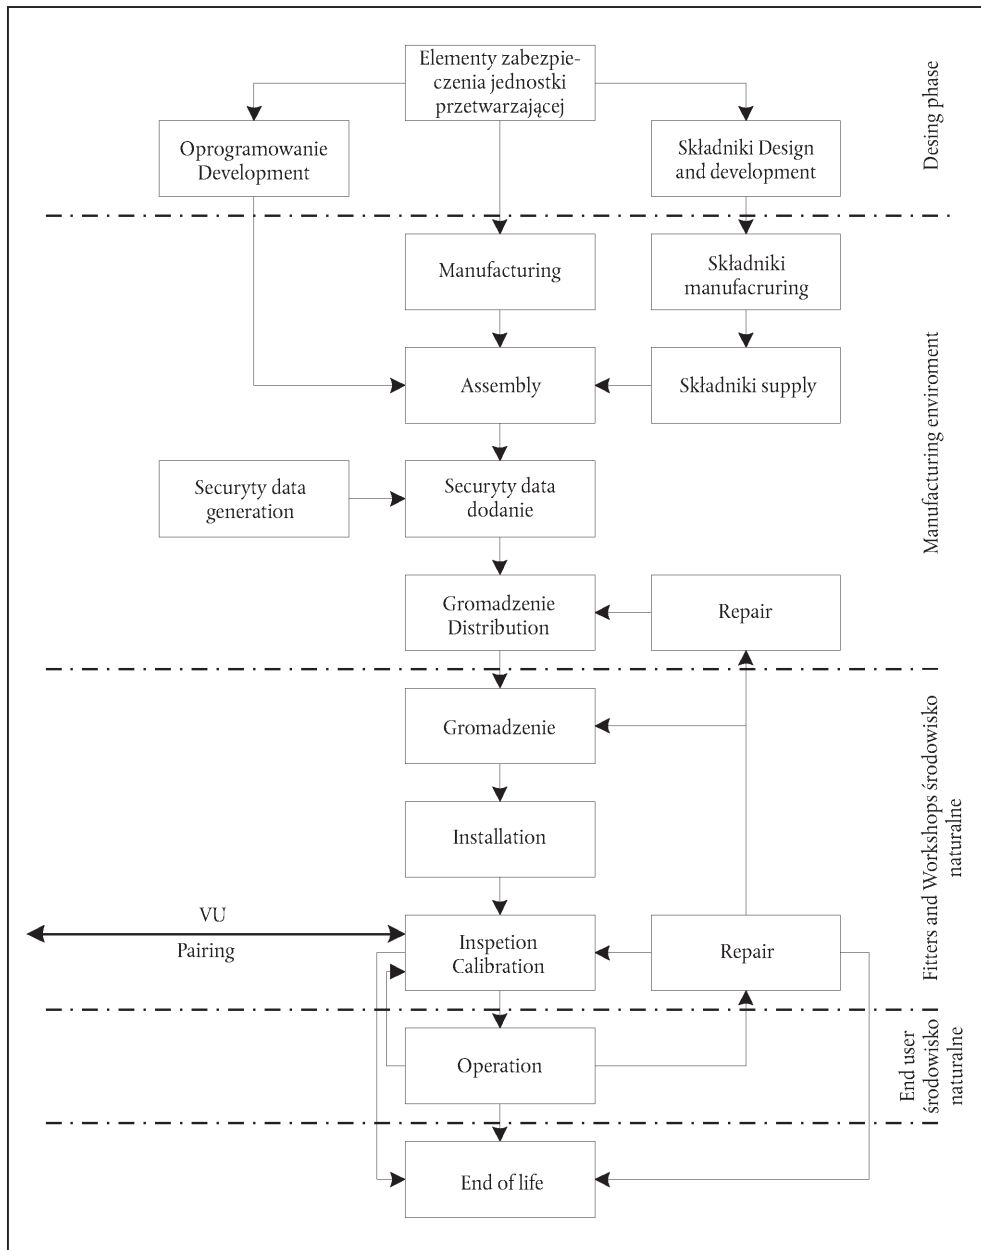 Elementy zabezpie-
czenia jednostki
przetwarzającej
Oprogramowanie
Development
Składniki Design
and development
Desing phase
Manufacturing
Składniki
manufacruring
Assembly
Składniki supply
Securyty data
generation
Securyty data
dodanie
Gromadzenie
Distribution
Repair
Manufacturing enviroment
Gromadzenie
Installation
VU
Pairing
Inspetion
Calibration
Repair
Fitters and Workshops środowisko
naturalne
Operation
End user
środowisko
naturalne
End of life